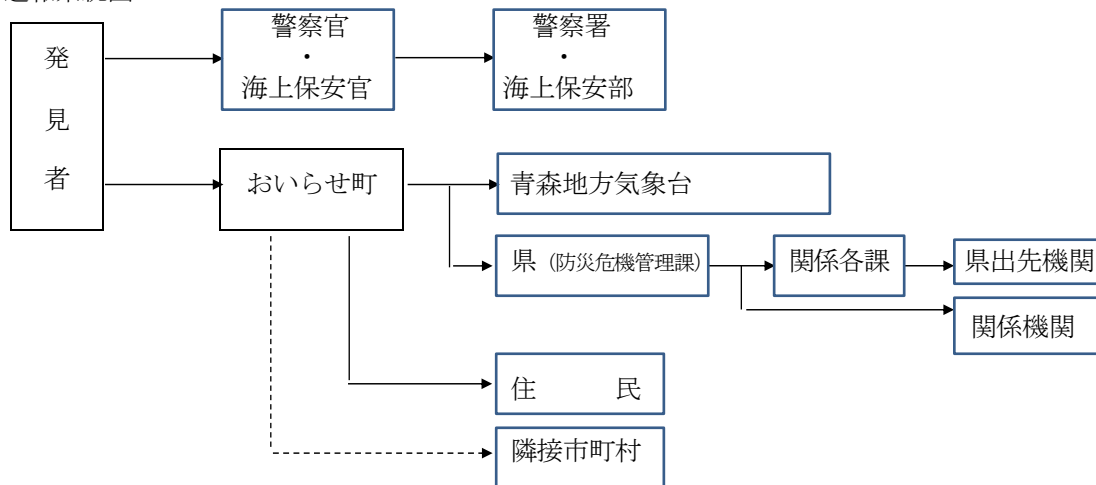 発見者
警察官
・
海上保安官
警察署
・
海上保安部
おいらせ町
青森地方気象台
県（防災危機管理課）
関係各課
県出先機関
関係機関
住　　　民
隣接市町村